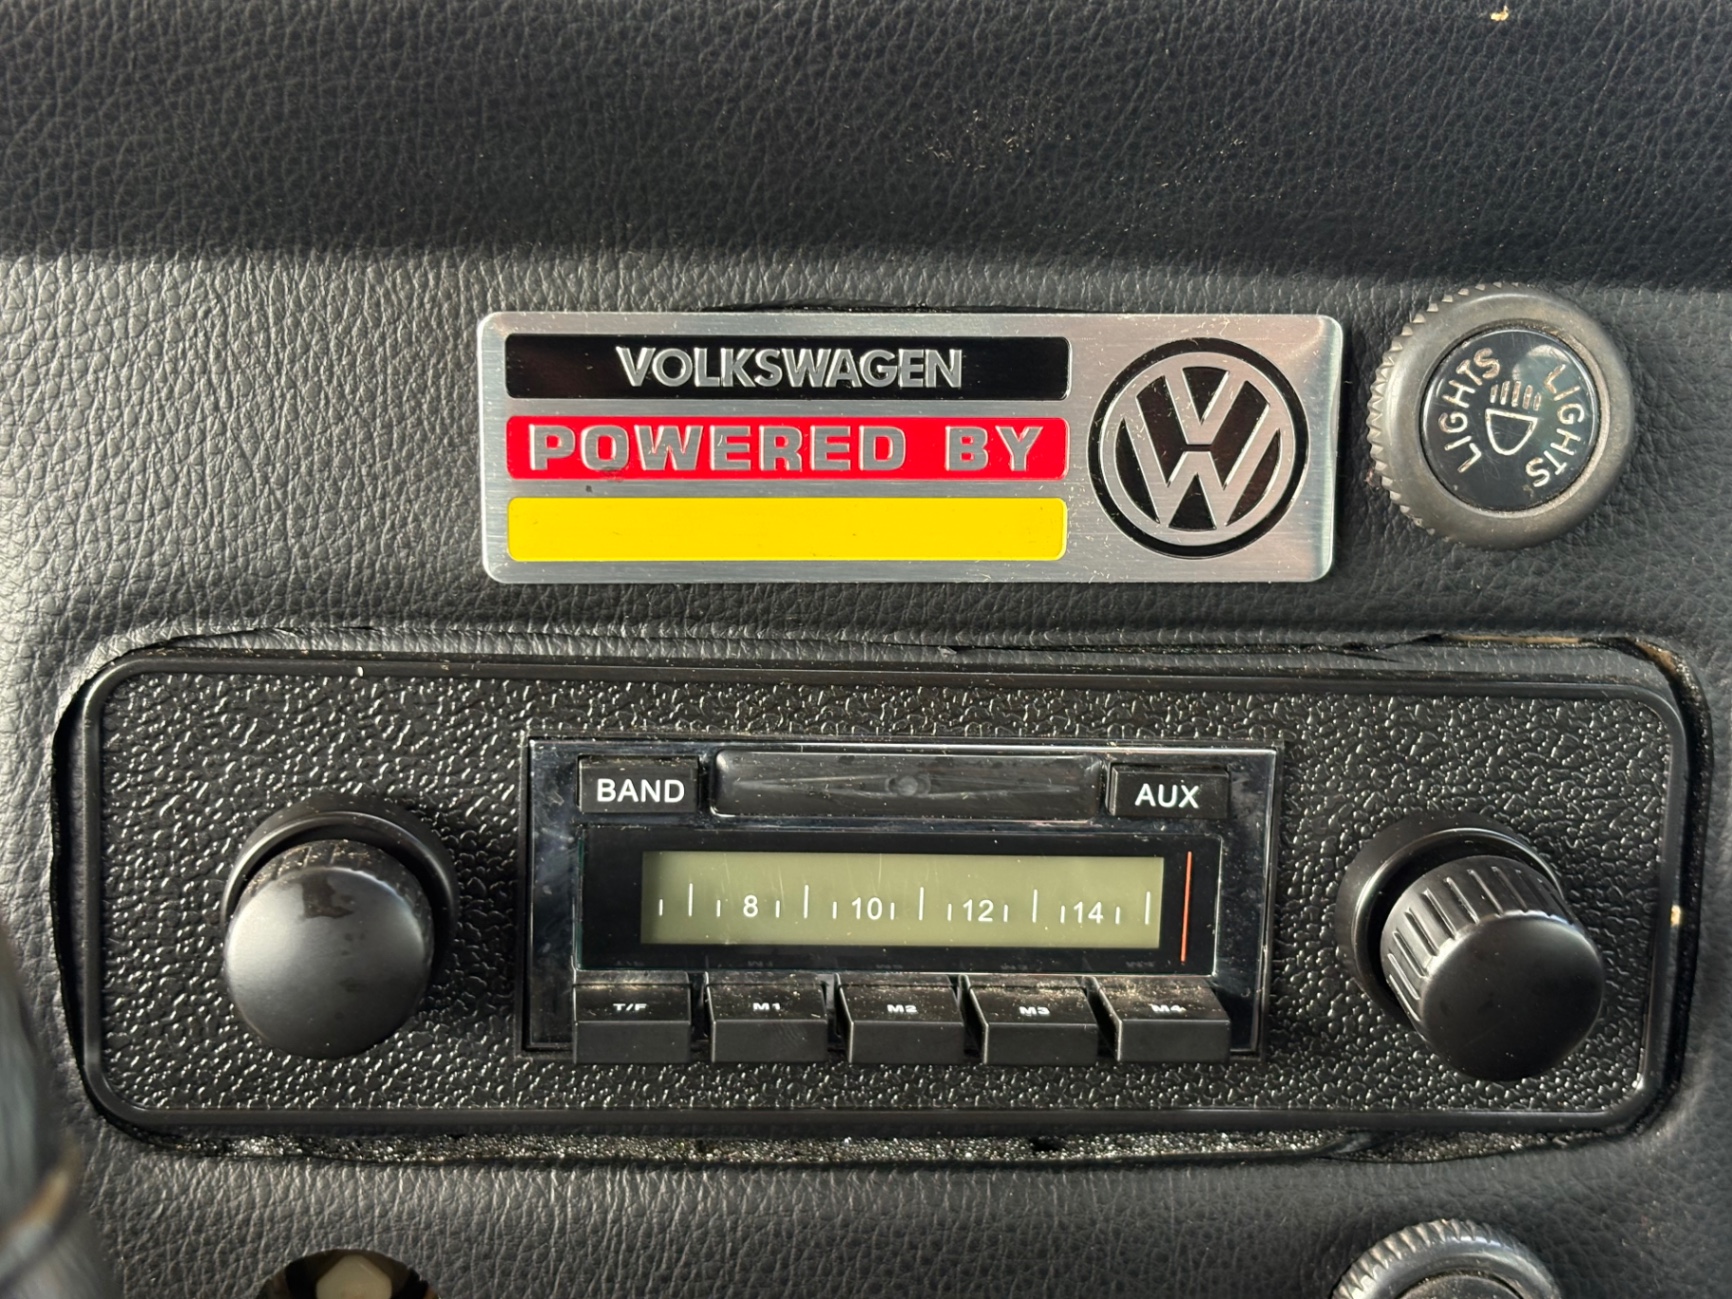 VOLKSWAGEN
POWERED BY
LIGHTS LIGHTS
BAND AUX
8 10 12 14
T/F M1 M2 M3 M4